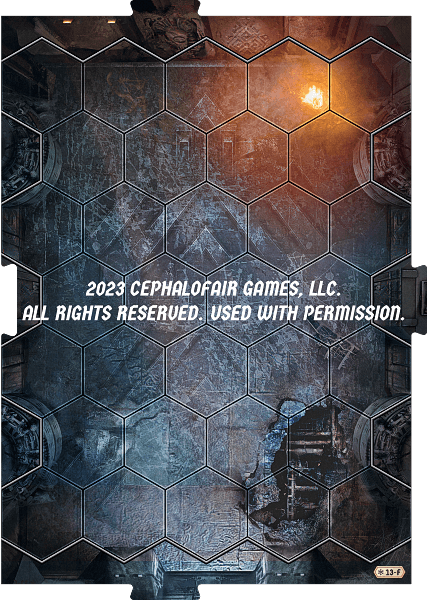 2023 CEPHALOFAIR GAMES, LLC.
ALL RIGHTS RESERVED. USED WITH PERMISSION.
13-F